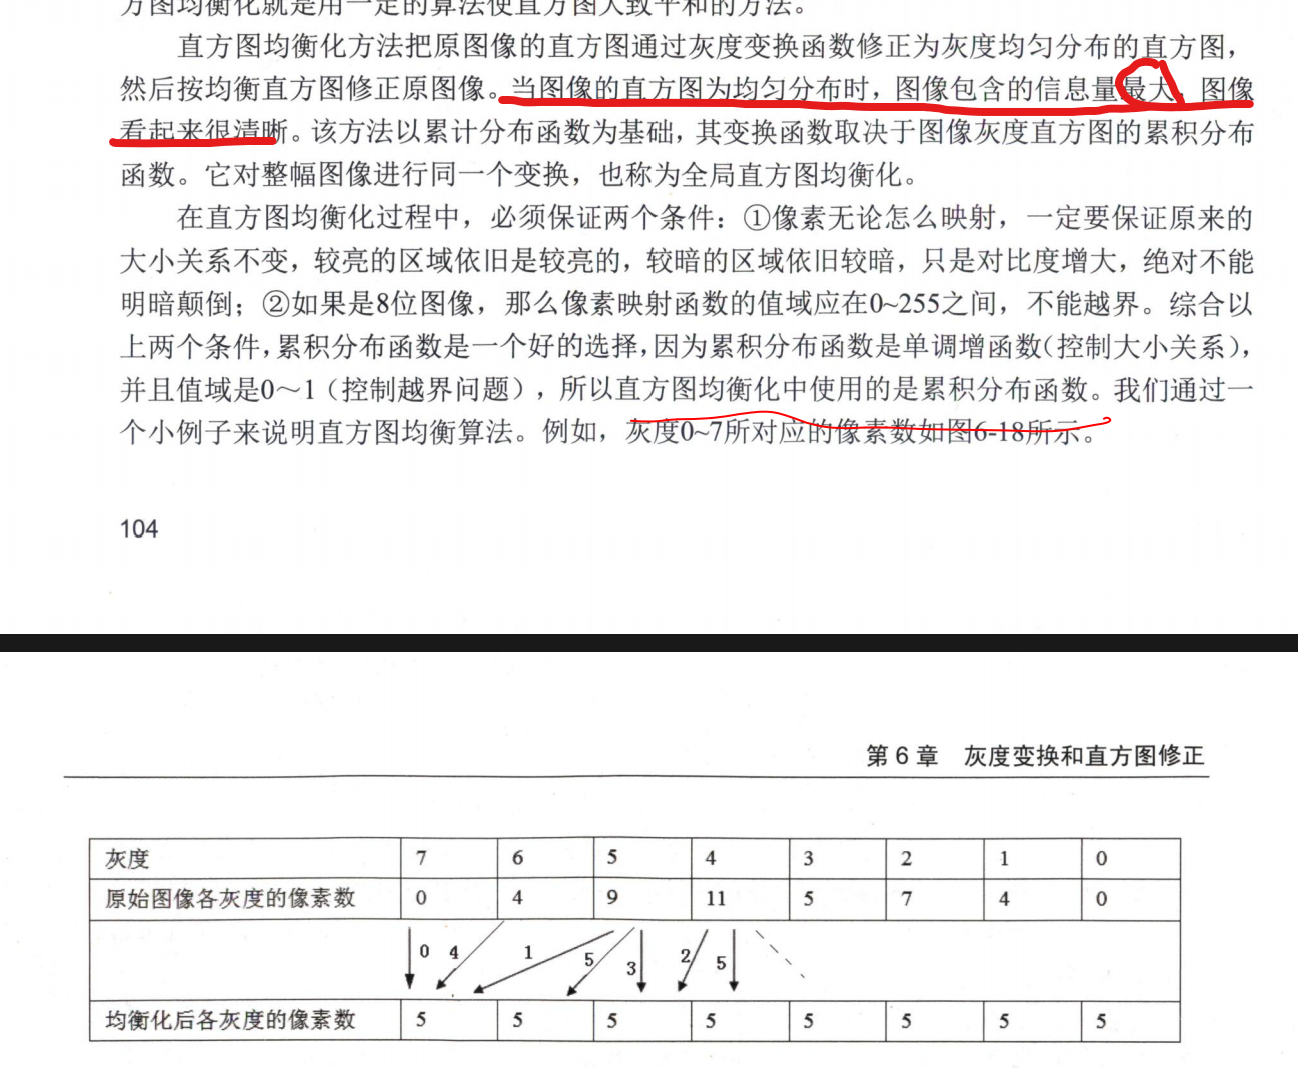 方图均衡化就是用一定的算法使直方图大致平和的方法。
直方图均衡化方法把原图像的直方图通过灰度变换函数修正为灰度均匀分布的直方图，
然后按均衡直方图修正原图像。当图像的直方图为均匀分布时，图像包含的信息量最大，图像
看起来很清晰。该方法以累计分布函数为基础，其变换函数取决于图像灰度直方图的累积分布
函数。它对整幅图像进行同一个变换，也称为全局直方图均衡化。
在直方图均衡化过程中，必须保证两个条件：①像素无论怎么映射，一定要保证原来的
大小关系不变，较亮的区域依旧是较亮的，较暗的区域依旧较暗，只是对比度增大，绝对不能
明暗颠倒；②如果是8位图像，那么像素映射函数的值域应在0~255之间，不能越界。综合以
上两个条件，累积分布函数是一个好的选择，因为累积分布函数是单调增函数（控制大小关系），
并且值域是0～1（控制越界问题），所以直方图均衡化中使用的是累积分布函数。我们通过一
个小例子来说明直方图均衡算法。例如，灰度0~7所对应的像素数如图6-18所示。
104
第 6 章 灰度变换和直方图修正
灰度 7 6 5 4 3 2 1 0
原始图像各灰度的像素数 0 4 9 11 5 7 4 0
0 4 1 5 3 2 5
均衡化后各灰度的像素数 5 5 5 5 5 5 5 5